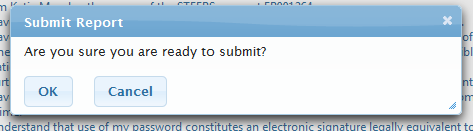 Submit Report
Are you sure you are ready to submit?
OK
Cancel
nderstand that use of my password constitutes an electronic signature legally equivalent to